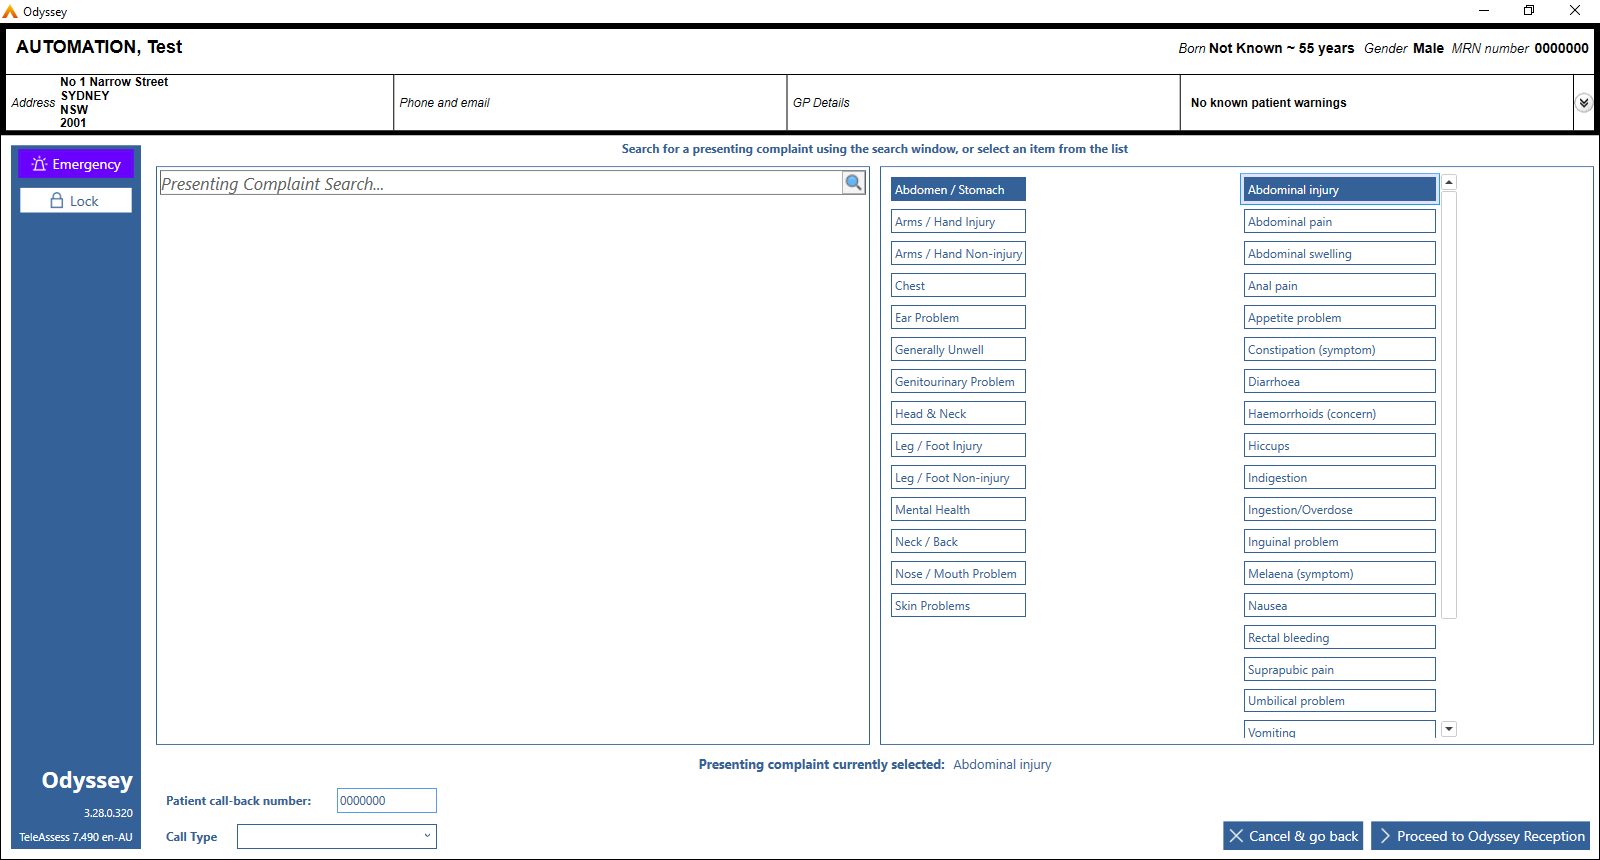 Odyssey
AUTOMATION, Test
Born Not Known ~ 55 years Gender Male MRN number 0000000
Address
No 1 Narrow Street
SYDNEY
NSW
2001
Phone and email
GP Details
No known patient warnings
Emergency
Lock
Search for a presenting complaint using the search window, or select an item from the list
Presenting Complaint Search...
Abdomen / Stomach
Arms / Hand Injury
Arms / Hand Non-injury
Chest
Ear Problem
Generally Unwell
Genitourinary Problem
Head & Neck
Leg / Foot Injury
Leg / Foot Non-injury
Mental Health
Neck / Back
Nose / Mouth Problem
Skin Problems
Abdominal injury
Abdominal pain
Abdominal swelling
Anal pain
Appetite problem
Constipation (symptom)
Diarrhoea
Haemorrhoids (concern)
Hiccups
Indigestion
Ingestion/Overdose
Inguinal problem
Melaena (symptom)
Nausea
Rectal bleeding
Suprapubic pain
Umbilical problem
Vomiting
Presenting complaint currently selected: Abdominal injury
Odyssey
3.28.0.320
TeleAssess 7.490 en-AU
Patient call-back number: 0000000
Call Type
Cancel & go back
Proceed to Odyssey Reception